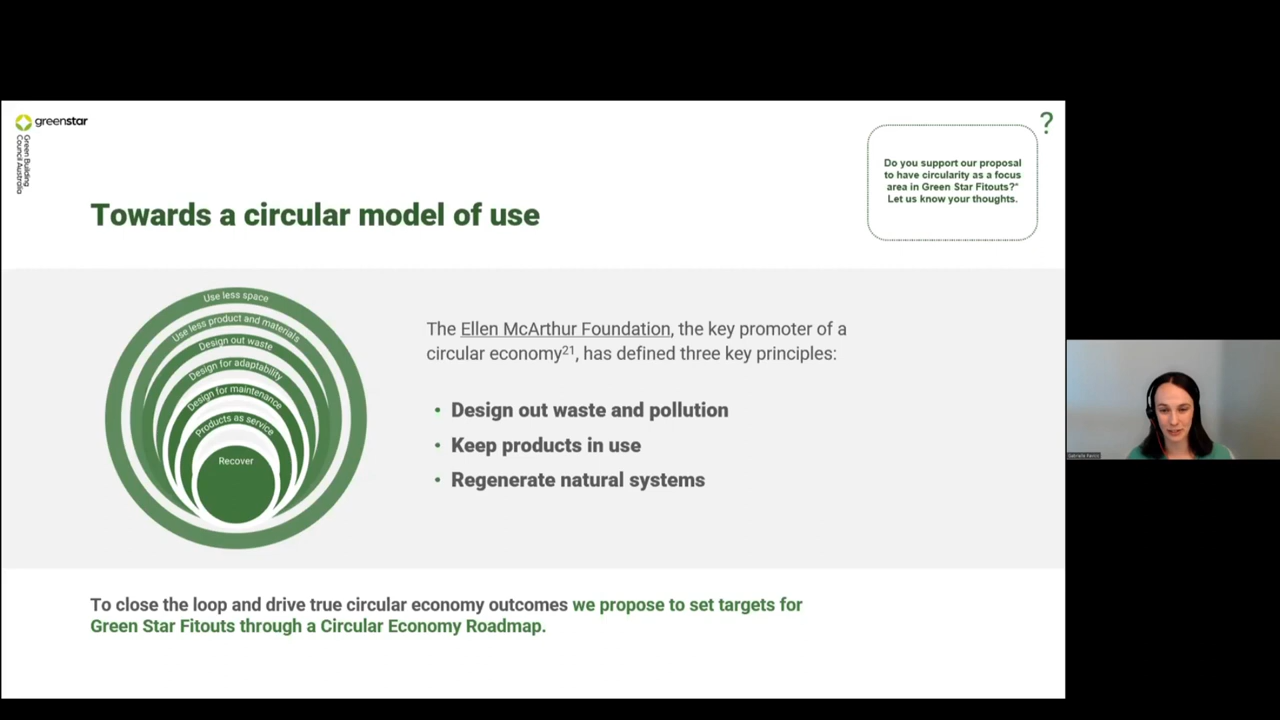 greenstar
Green Building
Council Australia
?
Do you support our proposal
to have circularity as a focus
area in Green Star Fitouts?*
Let us know your thoughts.
Towards a circular model of use
Use less space
Use less product and materials
Design out waste
Design for adaptability
Design for maintenance
Products as service
Recover
The Ellen McArthur Foundation, the key promoter of a
circular economy21, has defined three key principles:
• Design out waste and pollution
• Keep products in use
• Regenerate natural systems
To close the loop and drive true circular economy outcomes we propose to set targets for
Green Star Fitouts through a Circular Economy Roadmap.